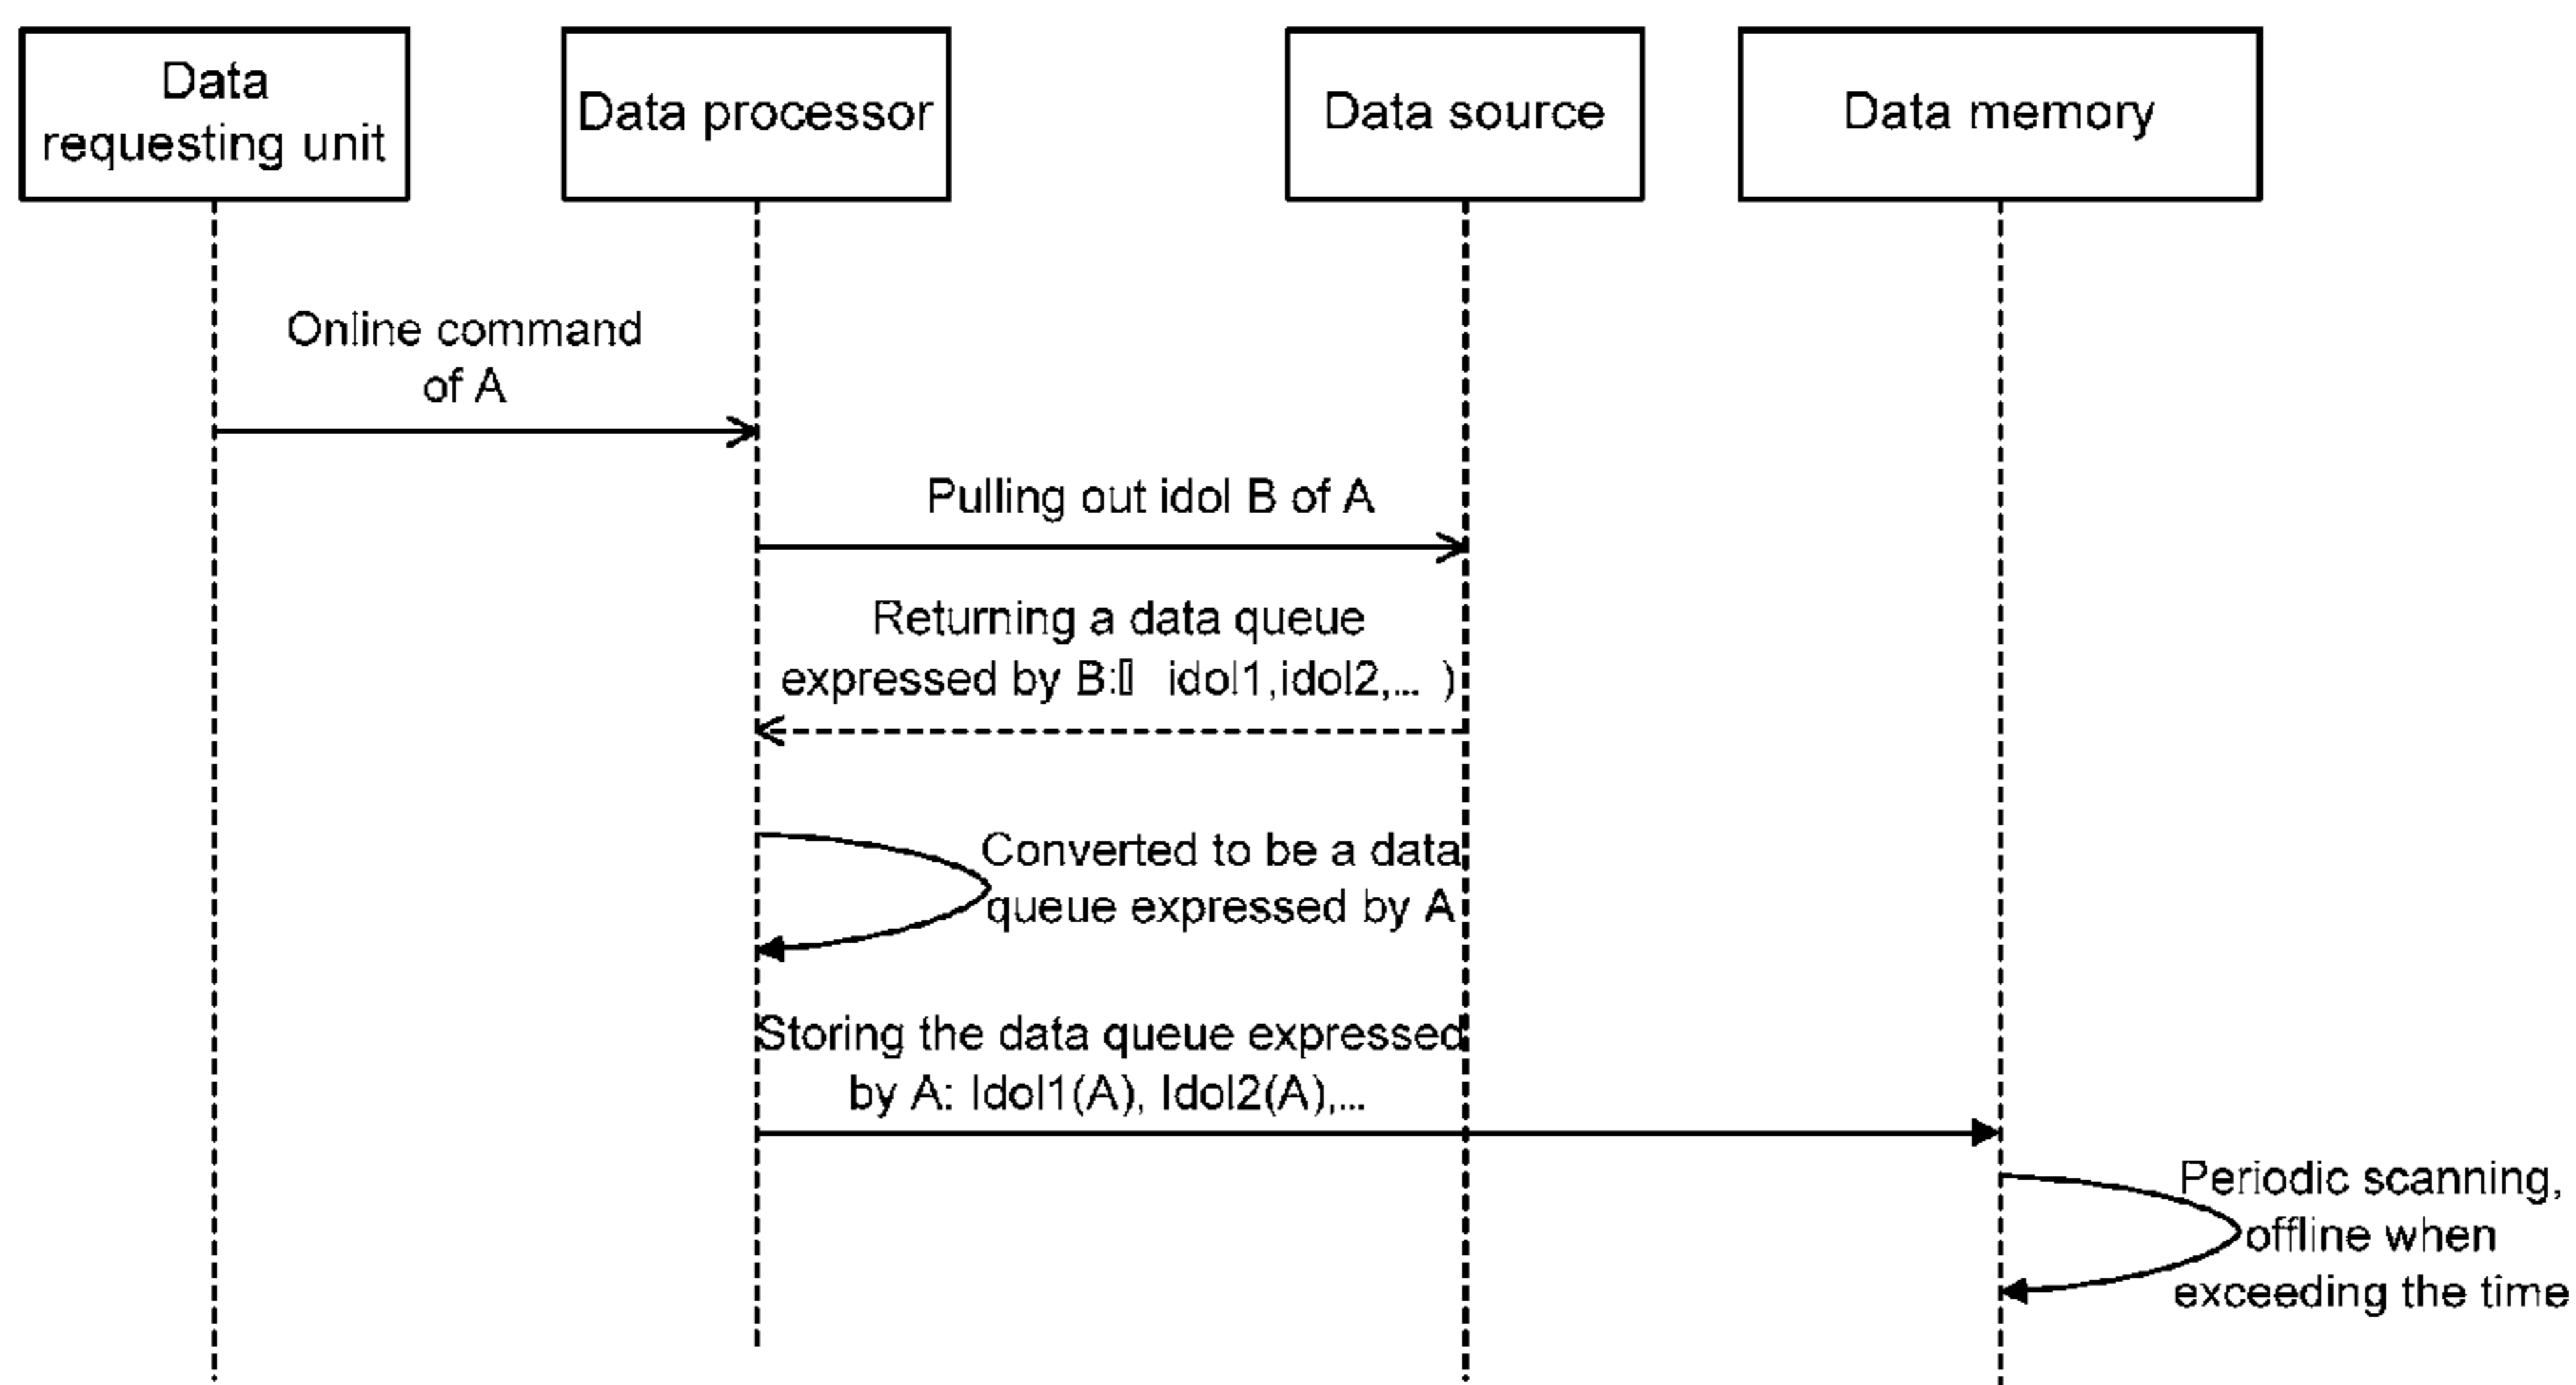 Data
requesting unit
Data processor
Data source
Data memory
Online command
of A
Pulling out idol B of A
Returning a data queue
expressed by B:▯ idol1,idol2,... )
Converted to be a data
queue expressed by A
Storing the data queue expressed
by A: Idol1(A), Idol2(A),...
Periodic scanning,
offline when
exceeding the time